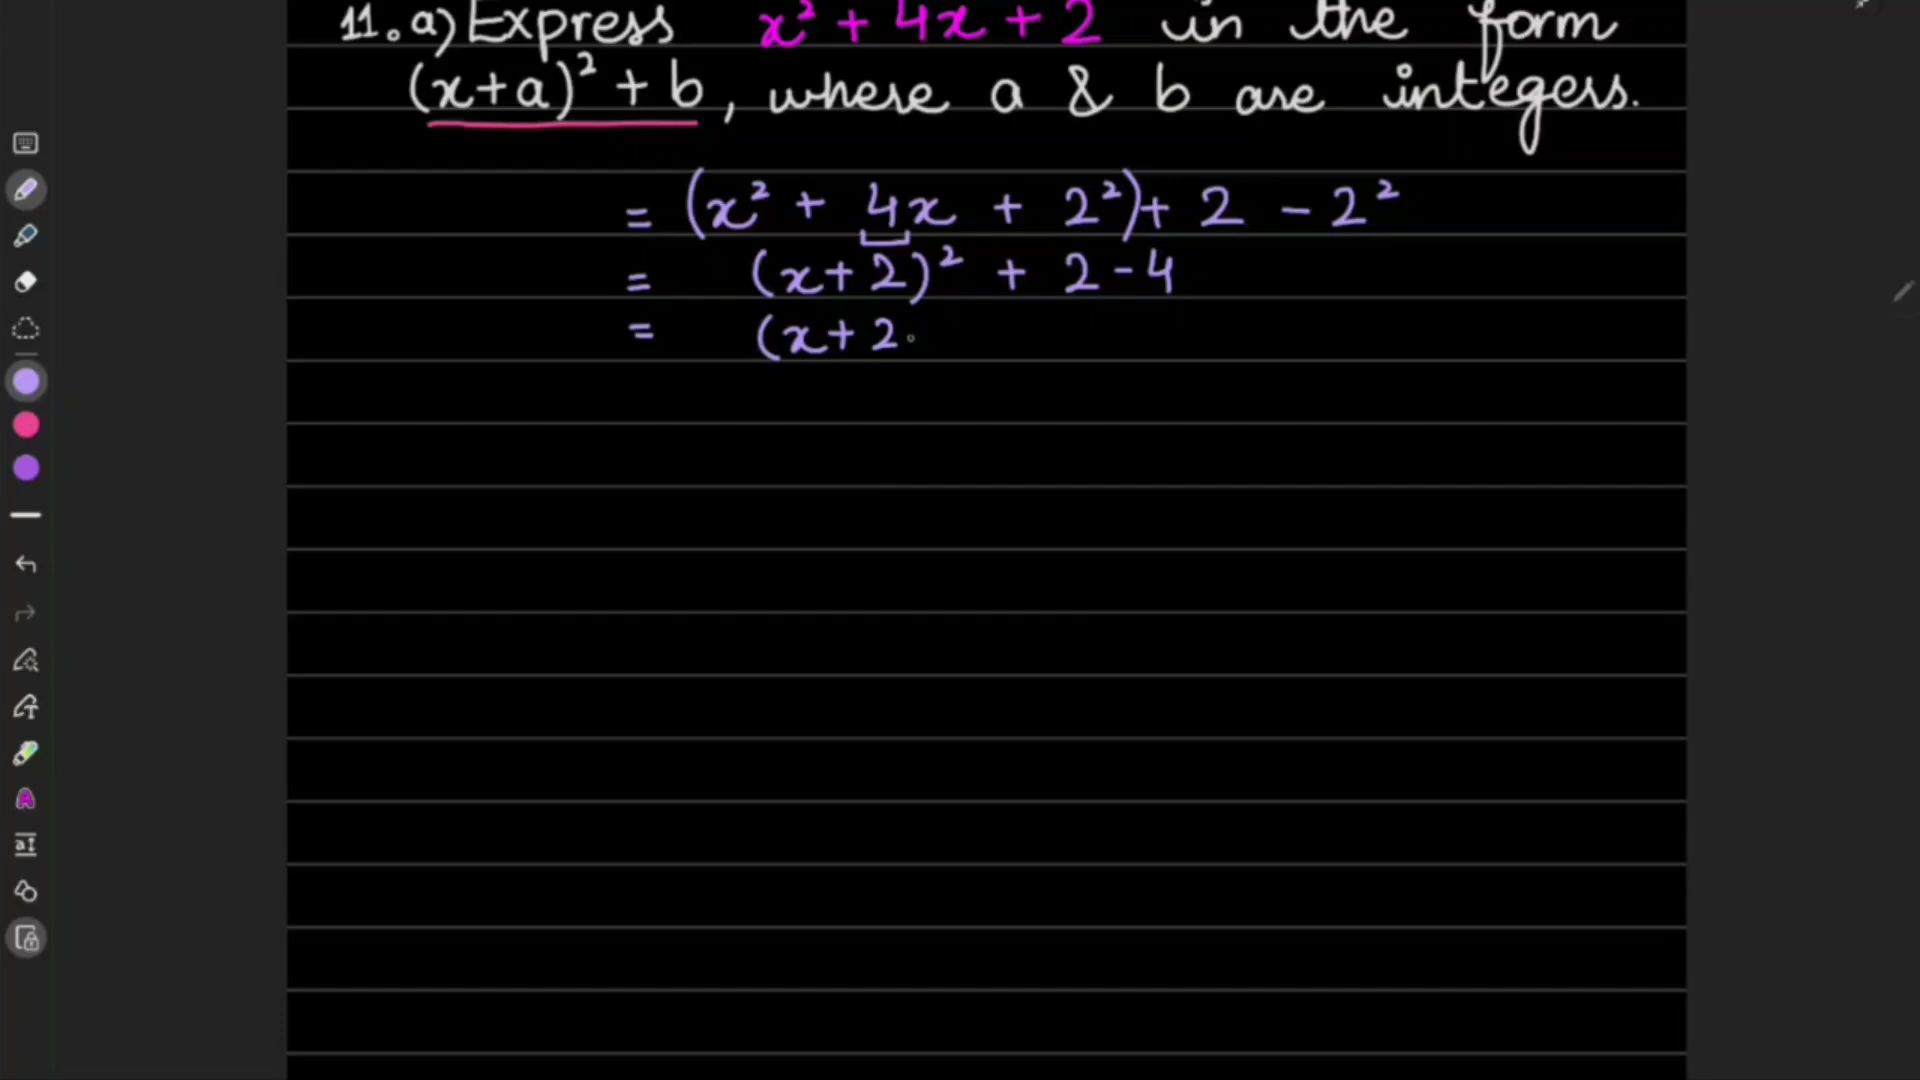 11. a) Express x² + 4x + 2 in the form
(x+a)² + b, where a & b are integers.
= (x² + 4x + 2²) + 2 - 2²
= (x+2)² + 2-4
= (x+2